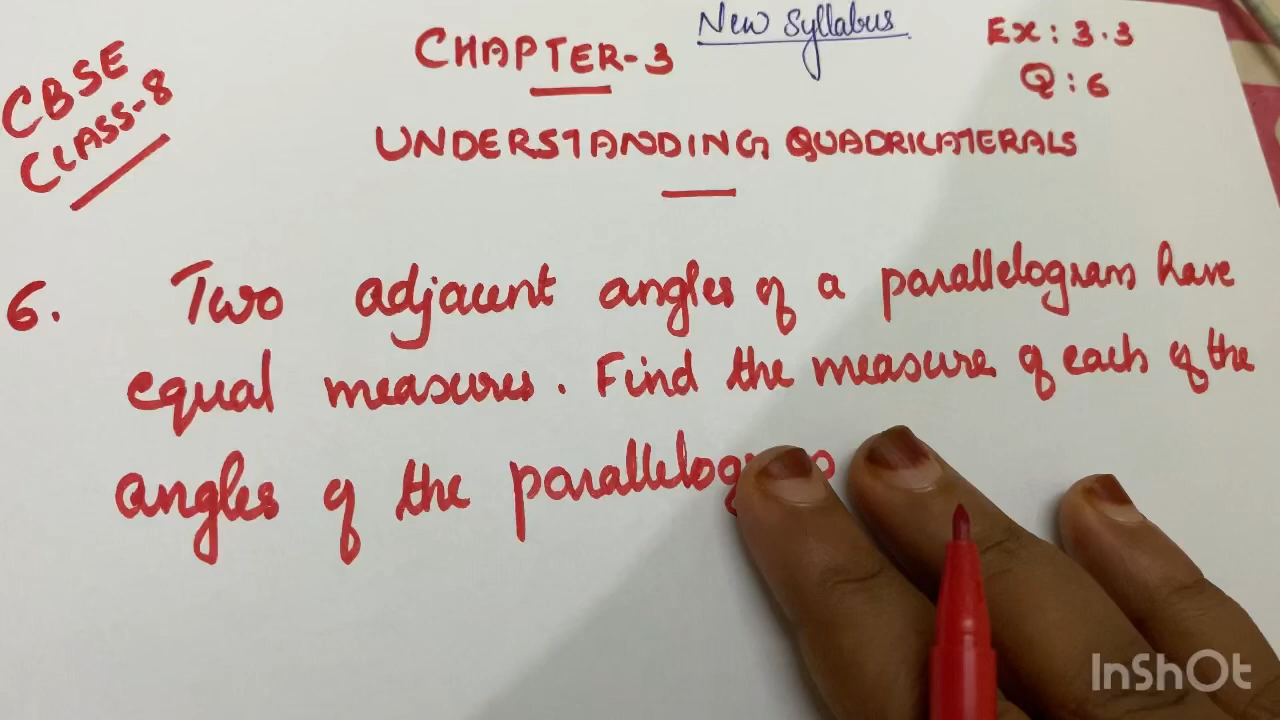 New Syllabus
CHAPTER-3
Ex: 3.3
Q: 6
CBSE
CLASS-8
UNDERSTANDING QUADRILATERALS
6. Two adjacent angles of a parallelogram have
equal measures. Find the measure of each of the
angles of the
InShOt